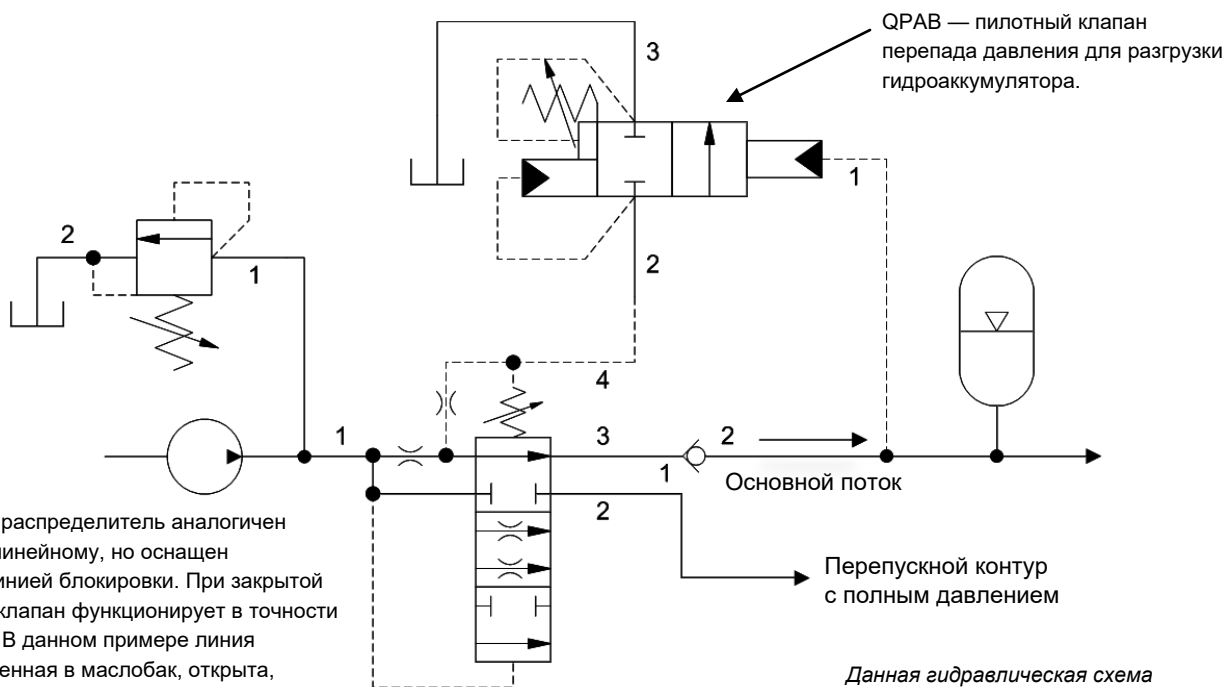 QPAB — пилотный клапан
перепада давления для разгрузки
гидроаккумулятора.
3
1
2
2
1
4
1
3
2
1
Основной поток
2
распределитель аналогичен
линейному, но оснащен
линией блокировки. При закрытой
клапан функционирует в точности
В данном примере линия
в маслобак, открыта,
Перепускной контур
с полным давлением
Данная гидравлическая схема